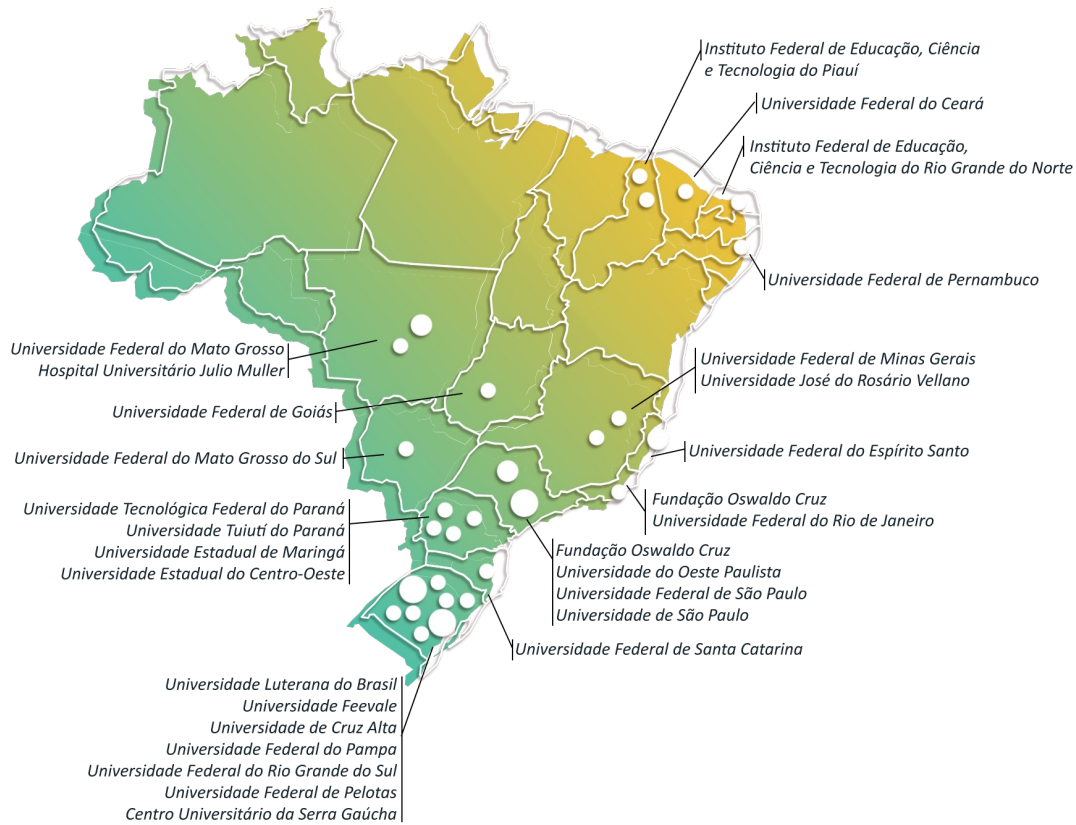 Instituto Federal de Educação, Ciência
e Tecnologia do Piauí
Universidade Federal do Ceará
Instituto Federal de Educação,
Ciência e Tecnologia do Rio Grande do Norte
Universidade Federal de Pernambuco
Universidade Federal do Mato Grosso
Hospital Universitário Julio Muller
Universidade Federal de Minas Gerais
Universidade José do Rosário Vellano
Universidade Federal de Goiás
Universidade Federal do Espírito Santo
Universidade Federal do Mato Grosso do Sul
Fundação Oswaldo Cruz
Universidade Federal do Rio de Janeiro
Universidade Tecnológica Federal do Paraná
Universidade Tuiutí do Paraná
Universidade Estadual de Maringá
Universidade Estadual do Centro-Oeste
Fundação Oswaldo Cruz
Universidade do Oeste Paulista
Universidade Federal de São Paulo
Universidade de São Paulo
Universidade Federal de Santa Catarina
Universidade Luterana do Brasil
Universidade Feevale
Universidade de Cruz Alta
Universidade Federal do Pampa
Universidade Federal do Rio Grande do Sul
Universidade Federal de Pelotas
Centro Universitário da Serra Gaúcha